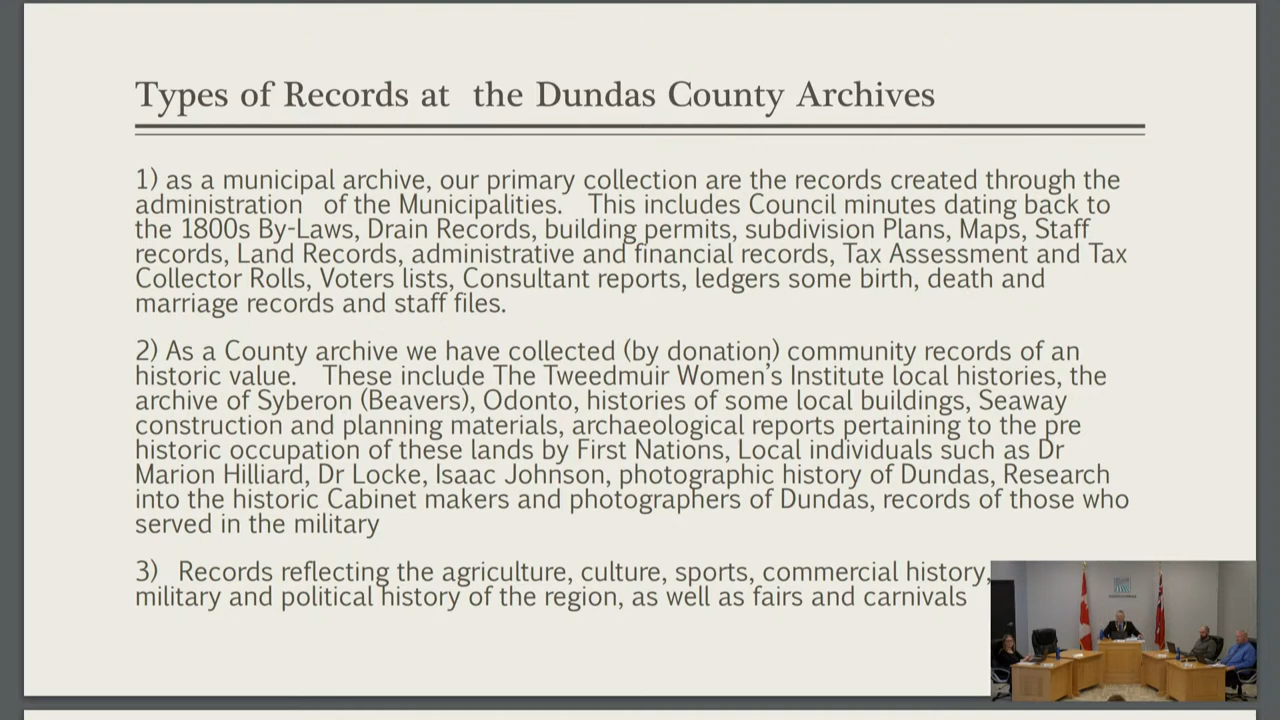 Types of Records at the Dundas County Archives
1) as a municipal archive, our primary collection are the records created through the
administration of the Municipalities. This includes Council minutes dating back to
the 1800s By-Laws, Drain Records, building permits, subdivision Plans, Maps, Staff
records, Land Records, administrative and financial records, Tax Assessment and Tax
Collector Rolls, Voters lists, Consultant reports, ledgers some birth, death and
marriage records and staff files.
2) As a County archive we have collected (by donation) community records of an
historic value. These include The Tweedmuir Women's Institute local histories, the
archive of Syberon (Beavers), Odonto, histories of some local buildings, Seaway
construction and planning materials, archaeological reports pertaining to the pre
historic occupation of these lands by First Nations, Local individuals such as Dr
Marion Hilliard, Dr Locke, Isaac Johnson, photographic history of Dundas, Research
into the historic Cabinet makers and photographers of Dundas, records of those who
served in the military
3) Records reflecting the agriculture, culture, sports, commercial history,
military and political history of the region, as well as fairs and carnivals